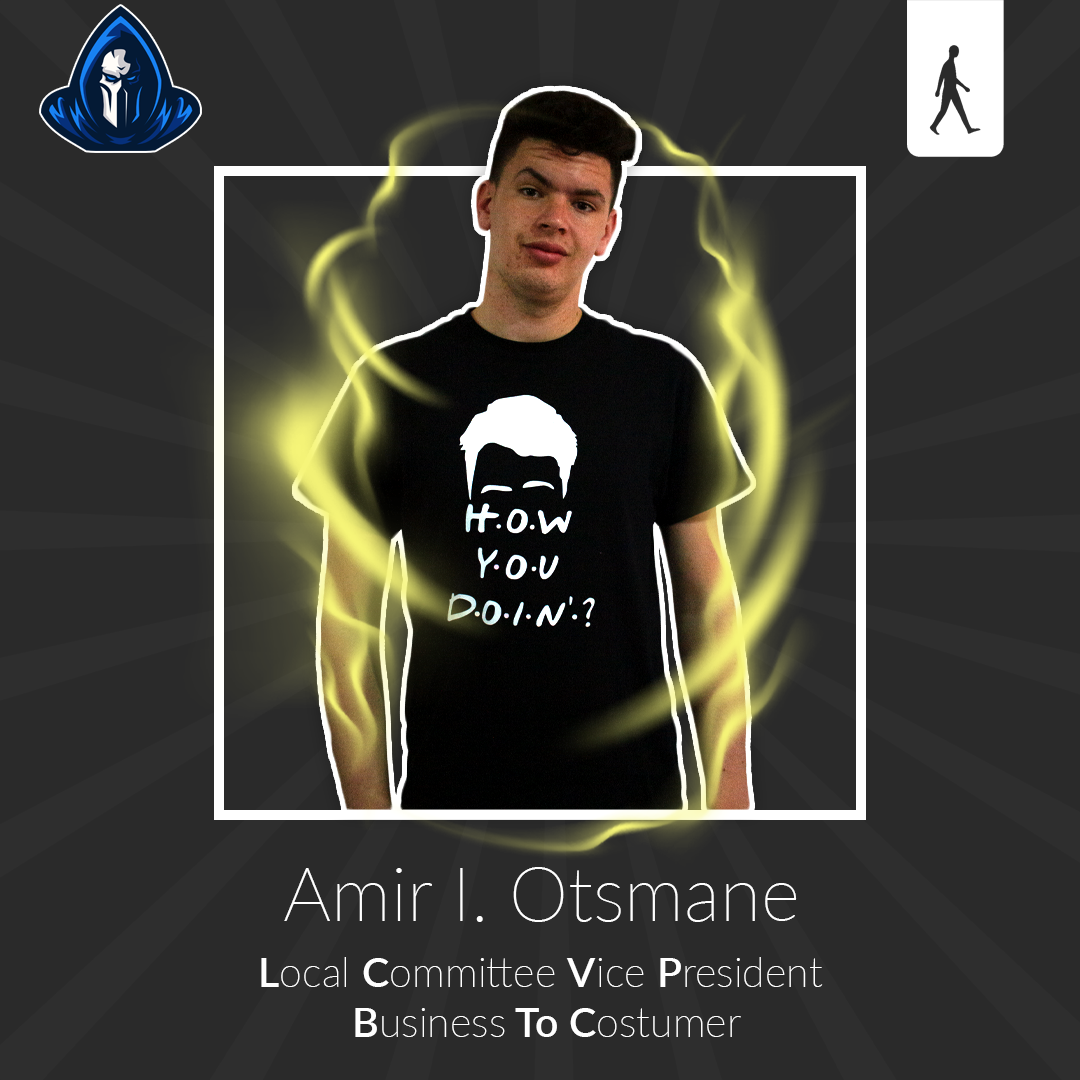 H.O.W
Y.O.U
D.O.I.N'.?
Amir I. Otsmane
Local Committee Vice President
Business To Costumer